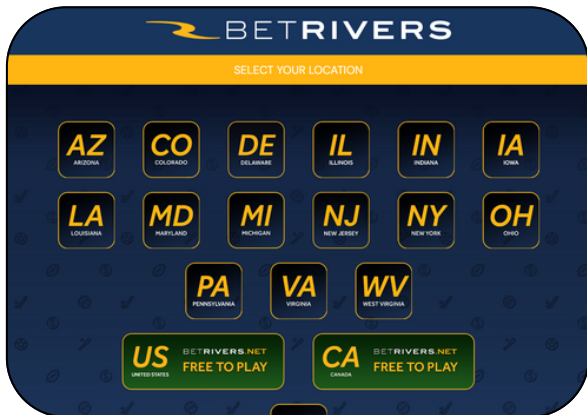 BETRIVERS
SELECT YOUR LOCATION
AZ CO DE IL IN IA
ARIZONA COLORADO DELAWARE ILLINOIS INDIANA IOWA
LA MD MI NJ NY OH
LOUISIANA MARYLAND MICHIGAN NEW JERSEY NEW YORK OHIO
PA VA WV
PENNSYLVANIA VIRGINIA WEST VIRGINIA
US BETRIVERS.NET CA BETRIVERS.NET
UNITED STATES FREE TO PLAY CANADA FREE TO PLAY